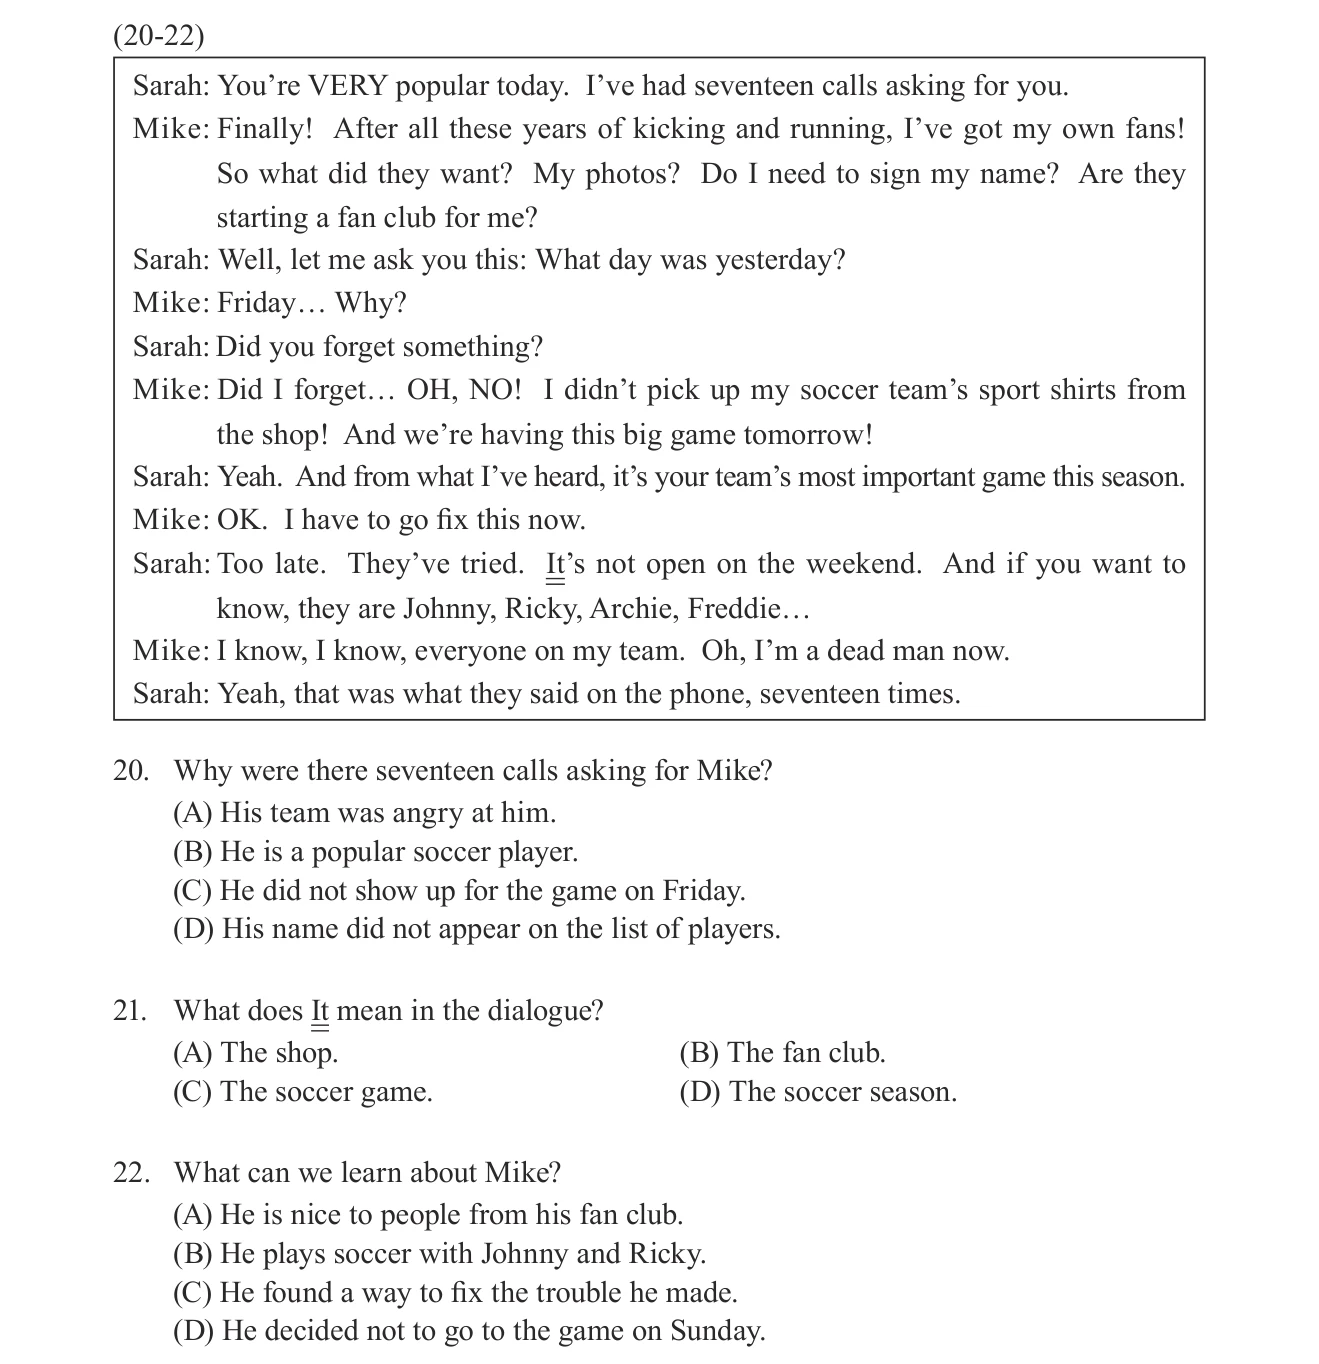 (20-22)
Sarah: You’re VERY popular today.  I’ve had seventeen calls asking for you.
Mike: Finally!  After all these years of kicking and running, I’ve got my own fans!
So what did they want?  My photos?  Do I need to sign my name?  Are they
starting a fan club for me?
Sarah: Well, let me ask you this: What day was yesterday?
Mike: Friday… Why?
Sarah: Did you forget something?
Mike: Did I forget… OH, NO!  I didn’t pick up my soccer team’s sport shirts from
the shop!  And we’re having this big game tomorrow!
Sarah: Yeah.  And from what I’ve heard, it’s your team’s most important game this season.
Mike: OK.  I have to go fix this now.
Sarah: Too late.  They’ve tried.  It’s not open on the weekend.  And if you want to
know, they are Johnny, Ricky, Archie, Freddie…
Mike: I know, I know, everyone on my team.  Oh, I’m a dead man now.
Sarah: Yeah, that was what they said on the phone, seventeen times.
20. Why were there seventeen calls asking for Mike?
(A) His team was angry at him.
(B) He is a popular soccer player.
(C) He did not show up for the game on Friday.
(D) His name did not appear on the list of players.
21. What does It mean in the dialogue?
(A) The shop. (B) The fan club.
(C) The soccer game. (D) The soccer season.
22. What can we learn about Mike?
(A) He is nice to people from his fan club.
(B) He plays soccer with Johnny and Ricky.
(C) He found a way to fix the trouble he made.
(D) He decided not to go to the game on Sunday.